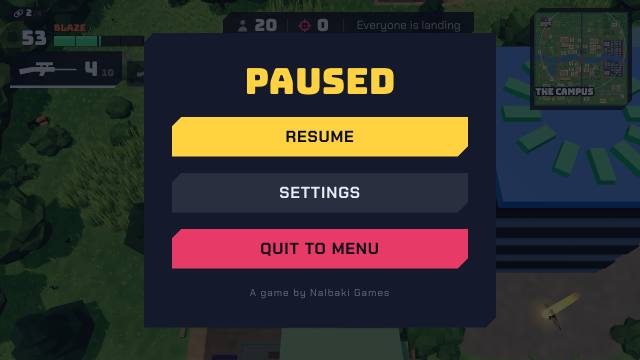 2
BLAZE
53
4 10
20 0 Everyone is landing
THE CAMPUS
PAUSED
RESUME
SETTINGS
QUIT TO MENU
A game by Nalbaki Games